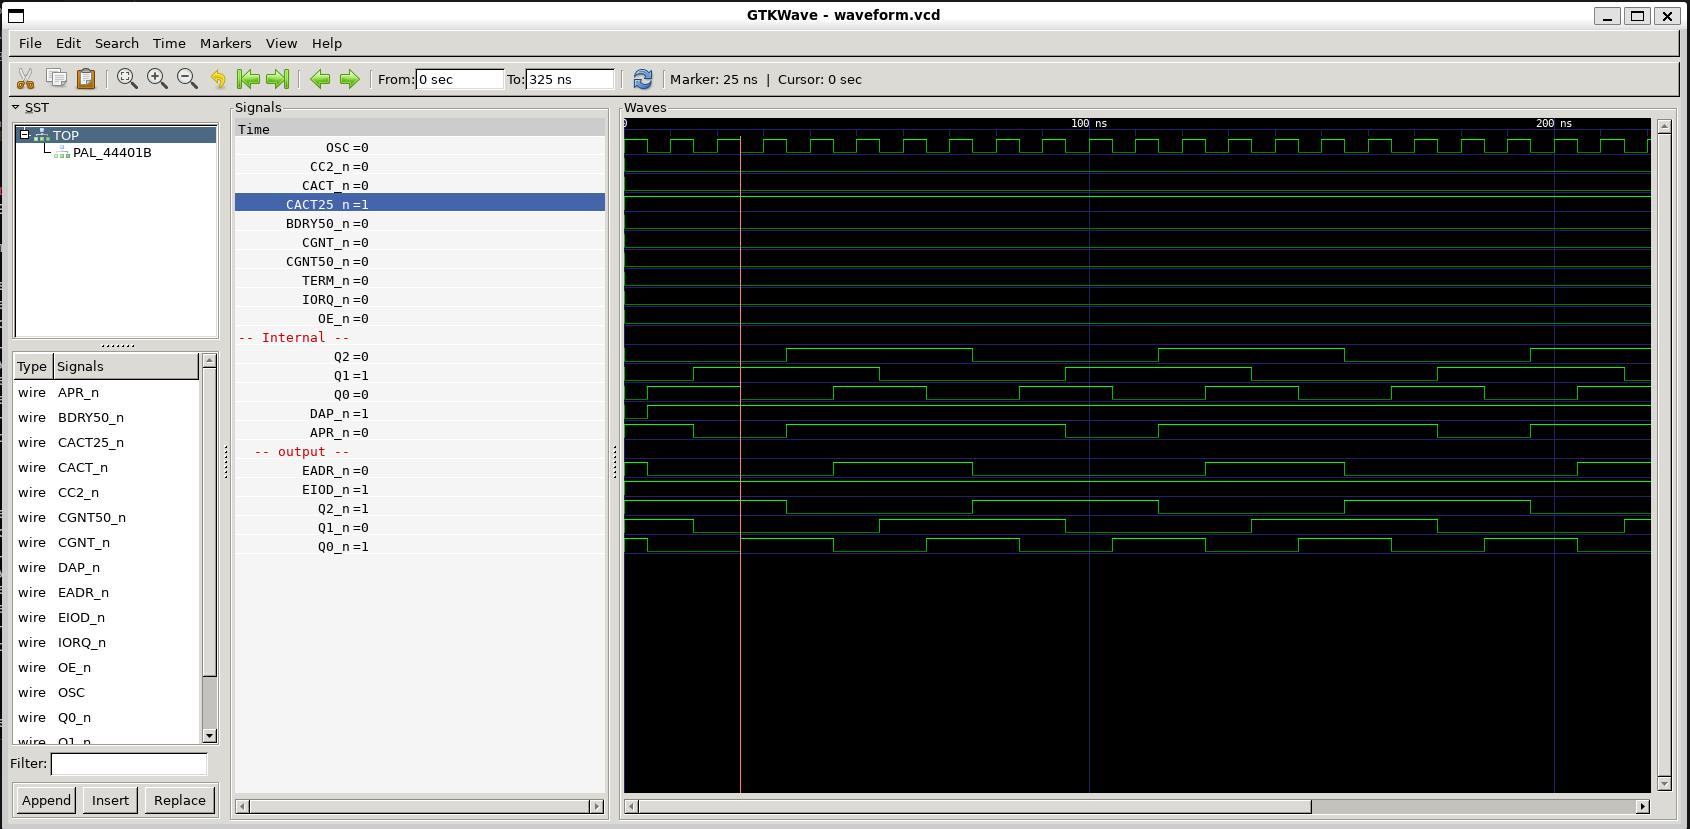 GTKWave - waveform.vcd
File Edit Search Time Markers View Help
From: 0 sec To: 325 ns Marker: 25 ns | Cursor: 0 sec
SST
TOP
PAL_44401B
Type Signals
wire APR_n
wire BDRY50_n
wire CACT25_n
wire CACT_n
wire CC2_n
wire CGNT50_n
wire CGNT_n
wire DAP_n
wire EADR_n
wire EIOD_n
wire IORQ_n
wire OE_n
wire OSC
wire Q0_n
wire Q1_n
Filter:
Append Insert Replace
Signals
Time
OSC =0
CC2_n =0
CACT_n =0
CACT25_n =1
BDRY50_n =0
CGNT_n =0
CGNT50_n =0
TERM_n =0
IORQ_n =0
OE_n =0
-- Internal --
Q2 =0
Q1 =1
Q0 =0
DAP_n =1
APR_n =0
-- output --
EADR_n =0
EIOD_n =1
Q2_n =1
Q1_n =0
Q0_n =1
Waves
0 100 ns 200 ns